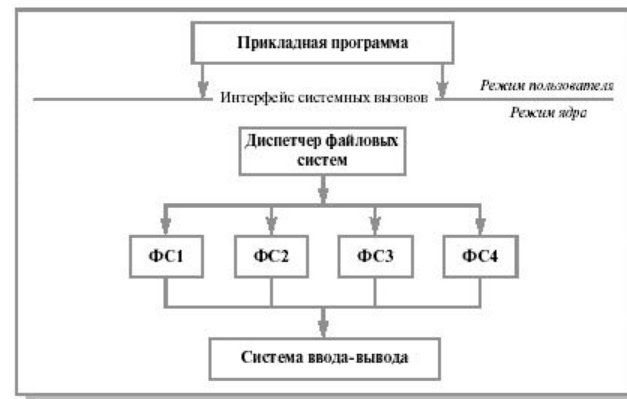 Прикладная программа
Режим пользователя
Интерфейс системных вызовов
Режим ядра
Диспетчер файловых
систем
ФС1 ФС2 ФС3 ФС4
Система ввода-вывода